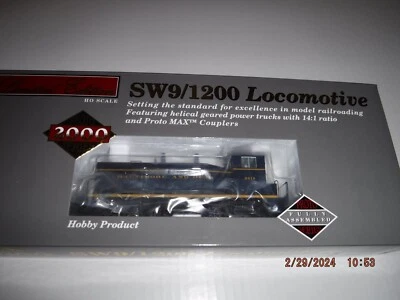 SW9/1200 Locomotive
HO SCALE
Setting the standard for excellence in model railroading
Featuring helical geared power trucks with 14:1 ratio
and Proto MAX™ Couplers
2000
Hobby Product
FULLY
ASSEMBLED
2/29/2024 10:53